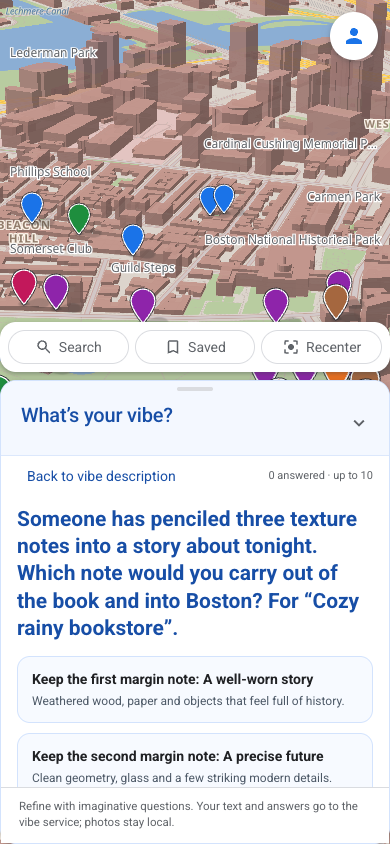 Lechmere Canal
Lederman Park
WES
Cardinal Cushing Memorial P...
Phillips School
Carmen Park
BEACON
HILL
Somerset Club
Boston National Historical Park
Guild Steps
Search
Saved
Recenter
What's your vibe?
Back to vibe description
0 answered · up to 10
Someone has penciled three texture
notes into a story about tonight.
Which note would you carry out of
the book and into Boston? For “Cozy
rainy bookstore”.
Keep the first margin note: A well-worn story
Weathered wood, paper and objects that feel full of history.
Keep the second margin note: A precise future
Clean geometry, glass and a few striking modern details.
Refine with imaginative questions. Your text and answers go to the
vibe service; photos stay local.